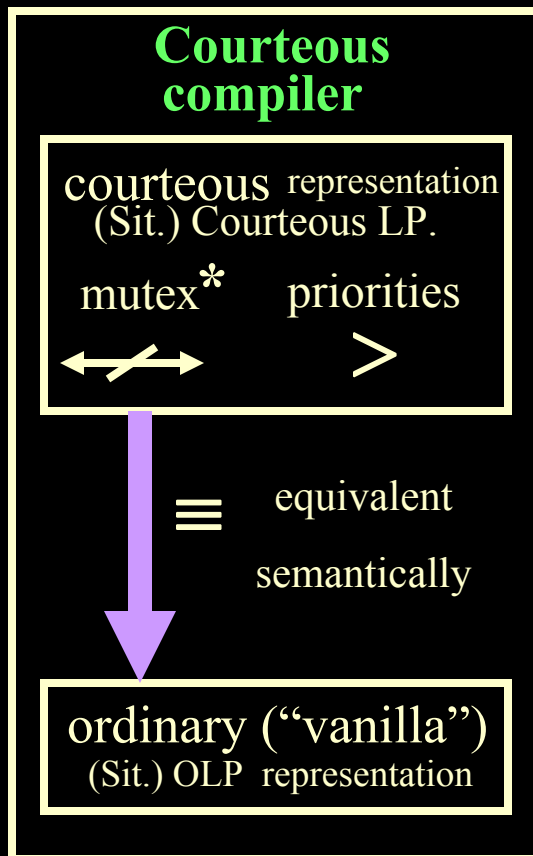 Courteous
compiler
courteous representation
(Sit.) Courteous LP.
mutex* priorities
>
≡ equivalent
semantically
ordinary (“vanilla”)
(Sit.) OLP representation